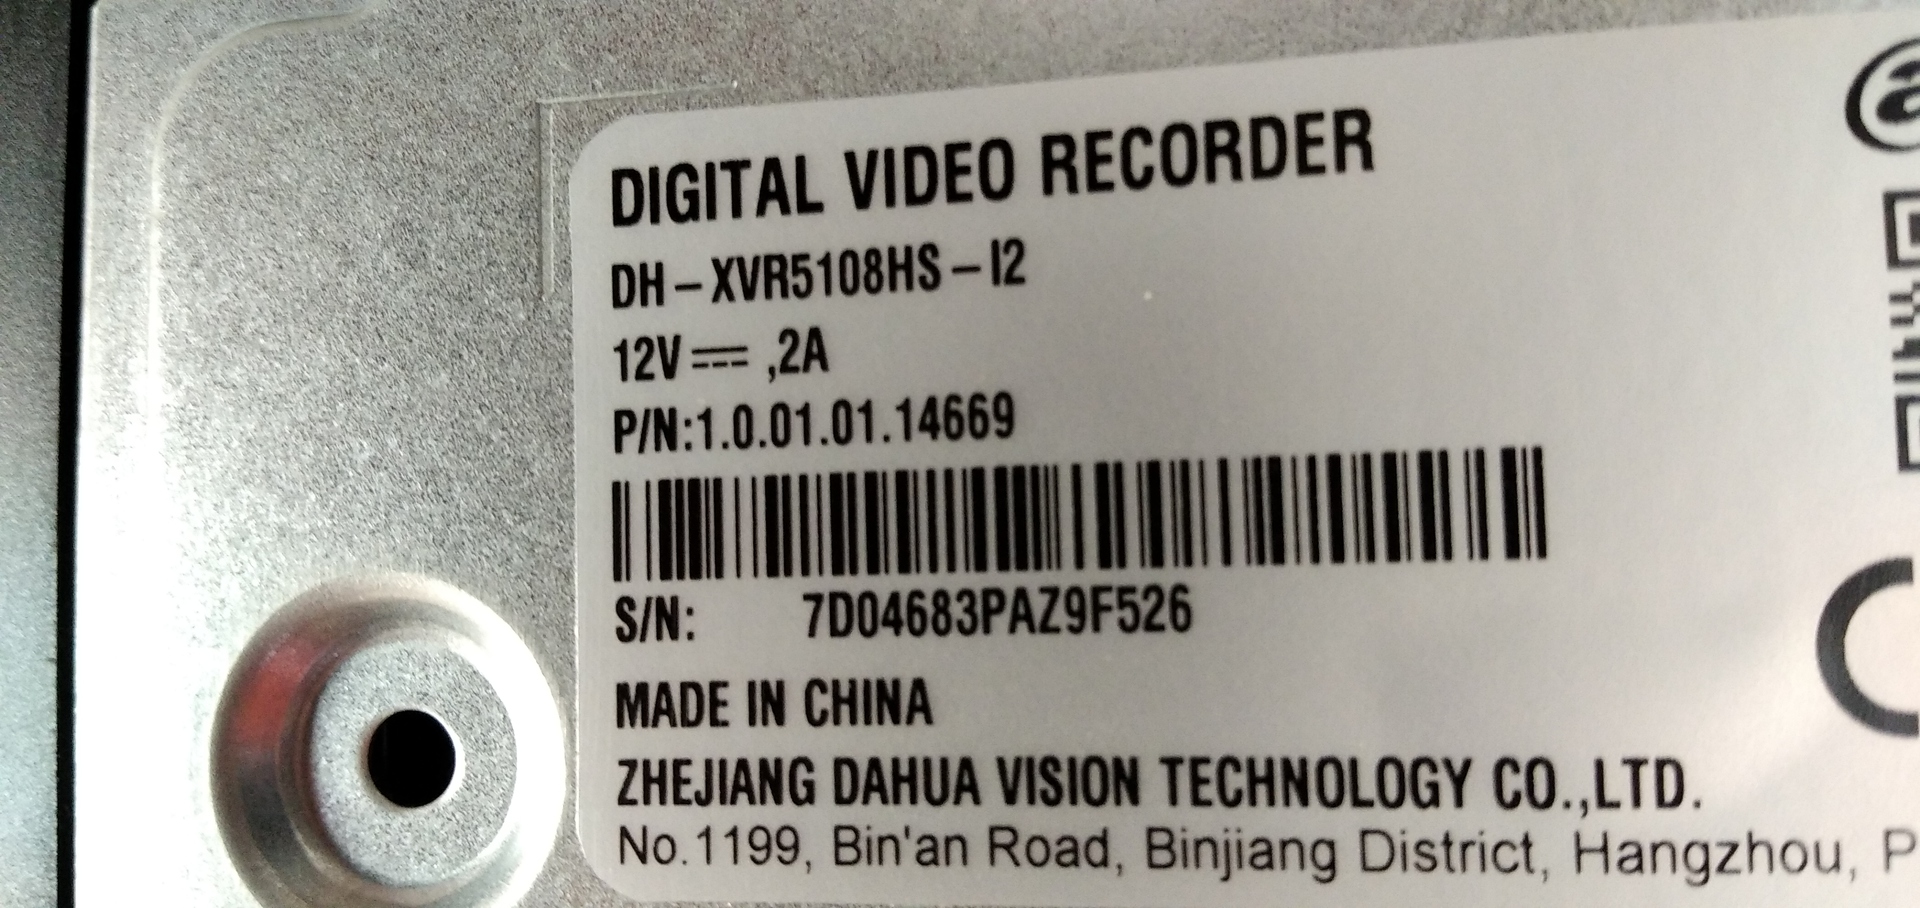 DIGITAL VIDEO RECORDER
DH-XVR5108HS-I2
12V⎓ ,2A
P/N:1.0.01.01.14669
S/N: 7D04683PAZ9F526
MADE IN CHINA
ZHEJIANG DAHUA VISION TECHNOLOGY CO.,LTD.
No.1199, Bin'an Road, Binjiang District, Hangzhou, P